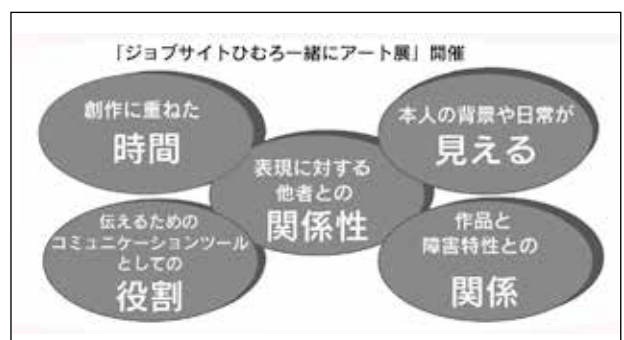 「ジョブサイトひむろ一緒にアート展」開催
創作に重ねた
時間
本人の背景や日常が
見える
表現に対する
他者との
関係性
伝えるための
コミュニケーションツール
としての
役割
作品と
障害特性との
関係